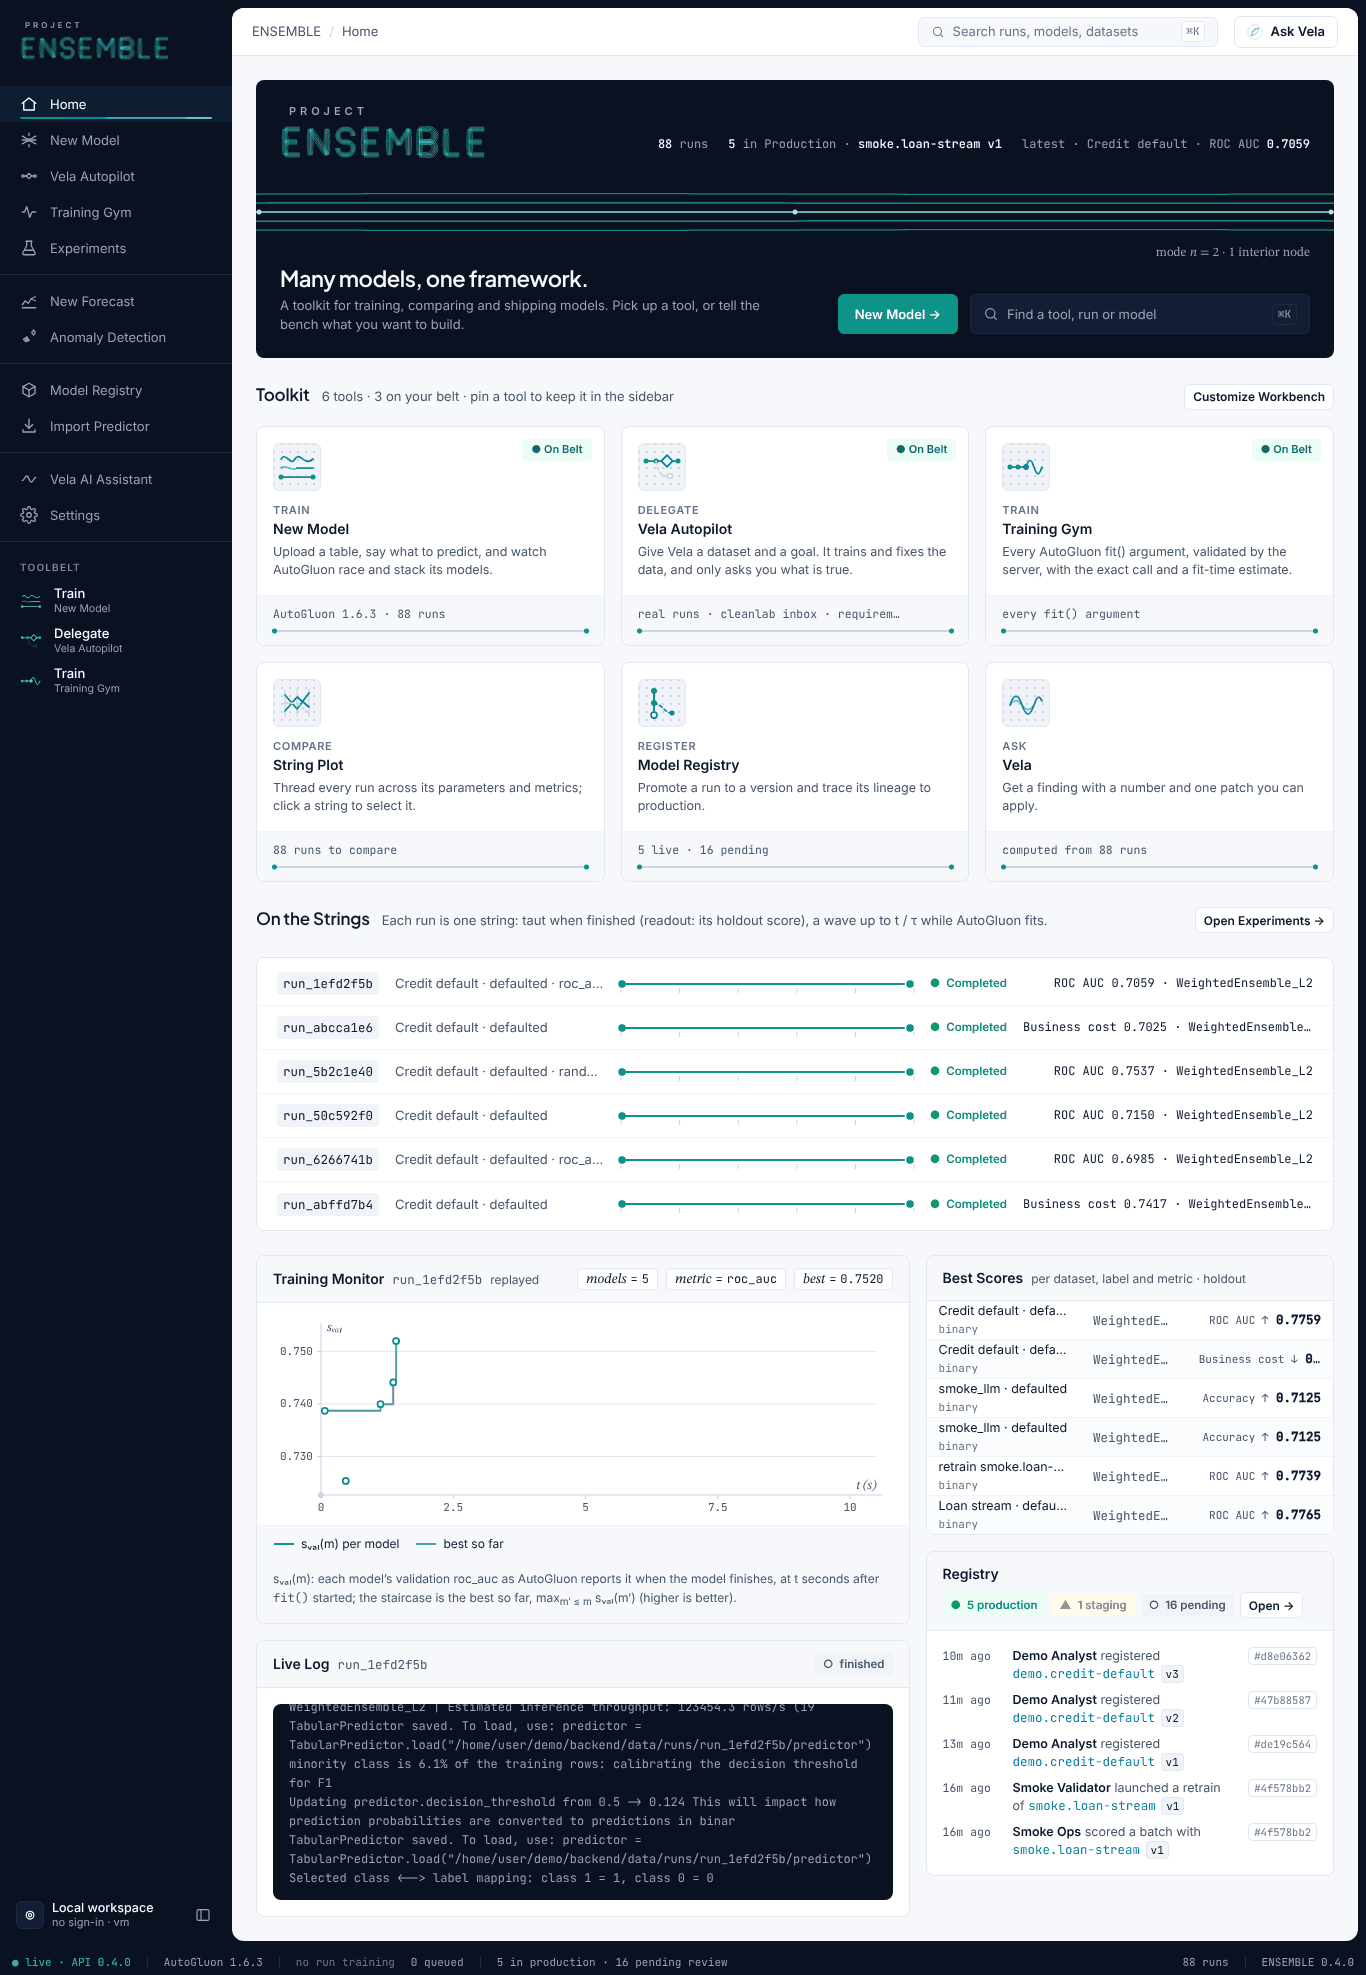 PROJECT
ENSEMBLE
Home
New Model
Vela Autopilot
Training Gym
Experiments
New Forecast
Anomaly Detection
Model Registry
Import Predictor
Vela AI Assistant
Settings
TOOLBELT
Train
New Model
Delegate
Vela Autopilot
Train
Training Gym
Local workspace
no sign-in · vm
ENSEMBLE / Home
Search runs, models, datasets ⌘K
Ask Vela
PROJECT
ENSEMBLE
88 runs 5 in Production · smoke.loan-stream v1 latest · Credit default · ROC AUC 0.7059
mode n = 2 · 1 interior node
Many models, one framework.
A toolkit for training, comparing and shipping models. Pick up a tool, or tell the
bench what you want to build.
New Model →
Find a tool, run or model ⌘K
Toolkit 6 tools · 3 on your belt · pin a tool to keep it in the sidebar
Customize Workbench
On Belt
TRAIN
New Model
Upload a table, say what to predict, and watch
AutoGluon race and stack its models.
AutoGluon 1.6.3 · 88 runs
On Belt
DELEGATE
Vela Autopilot
Give Vela a dataset and a goal. It trains and fixes the
data, and only asks you what is true.
real runs · cleanlab inbox · requirem…
On Belt
TRAIN
Training Gym
Every AutoGluon fit() argument, validated by the
server, with the exact call and a fit-time estimate.
every fit() argument
COMPARE
String Plot
Thread every run across its parameters and metrics;
click a string to select it.
88 runs to compare
REGISTER
Model Registry
Promote a run to a version and trace its lineage to
production.
5 live · 16 pending
ASK
Vela
Get a finding with a number and one patch you can
apply.
computed from 88 runs
On the Strings Each run is one string: taut when finished (readout: its holdout score), a wave up to t / τ while AutoGluon fits.
Open Experiments →
run_1efd2f5b Credit default · defaulted · roc_a… Completed ROC AUC 0.7059 · WeightedEnsemble_L2
run_abcca1e6 Credit default · defaulted Completed Business cost 0.7025 · WeightedEnsemble…
run_5b2c1e40 Credit default · defaulted · rand… Completed ROC AUC 0.7537 · WeightedEnsemble_L2
run_50c592f0 Credit default · defaulted Completed ROC AUC 0.7150 · WeightedEnsemble_L2
run_6266741b Credit default · defaulted · roc_a… Completed ROC AUC 0.6985 · WeightedEnsemble_L2
run_abffd7b4 Credit default · defaulted Completed Business cost 0.7417 · WeightedEnsemble…
Training Monitor run_1efd2f5b replayed
models = 5 metric = roc_auc best = 0.7520
sᵥₐₗ
0.750
0.740
0.730
t (s)
0 2.5 5 7.5 10
sᵥₐₗ(m) per model best so far
sᵥₐₗ(m): each model's validation roc_auc as AutoGluon reports it when the model finishes, at t seconds after
fit() started; the staircase is the best so far, max m′ ≤ m sᵥₐₗ(m′) (higher is better).
Live Log run_1efd2f5b
finished
WeightedEnsemble_L2 | Estimated inference throughput: 123454.3 rows/s (19
TabularPredictor saved. To load, use: predictor =
TabularPredictor.load("/home/user/demo/backend/data/runs/run_1efd2f5b/predictor")
minority class is 6.1% of the training rows: calibrating the decision threshold
for F1
Updating predictor.decision_threshold from 0.5 -> 0.124 This will impact how
prediction probabilities are converted to predictions in binar
TabularPredictor saved. To load, use: predictor =
TabularPredictor.load("/home/user/demo/backend/data/runs/run_1efd2f5b/predictor")
Selected class <--> label mapping: class 1 = 1, class 0 = 0
Best Scores per dataset, label and metric · holdout
Credit default · defa… WeightedE… ROC AUC ↑ 0.7759
binary
Credit default · defa… WeightedE… Business cost ↓ 0…
binary
smoke_llm · defaulted WeightedE… Accuracy ↑ 0.7125
binary
smoke_llm · defaulted WeightedE… Accuracy ↑ 0.7125
binary
retrain smoke.loan-… WeightedE… ROC AUC ↑ 0.7739
binary
Loan stream · defau… WeightedE… ROC AUC ↑ 0.7765
binary
Registry
5 production 1 staging 16 pending Open →
10m ago Demo Analyst registered #d8e06362
demo.credit-default v3
11m ago Demo Analyst registered #47b88587
demo.credit-default v2
13m ago Demo Analyst registered #de19c564
demo.credit-default v1
16m ago Smoke Validator launched a retrain #4f578bb2
of smoke.loan-stream v1
16m ago Smoke Ops scored a batch with #4f578bb2
smoke.loan-stream v1
live · API 0.4.0 AutoGluon 1.6.3 no run training 0 queued 5 in production · 16 pending review 88 runs ENSEMBLE 0.4.0